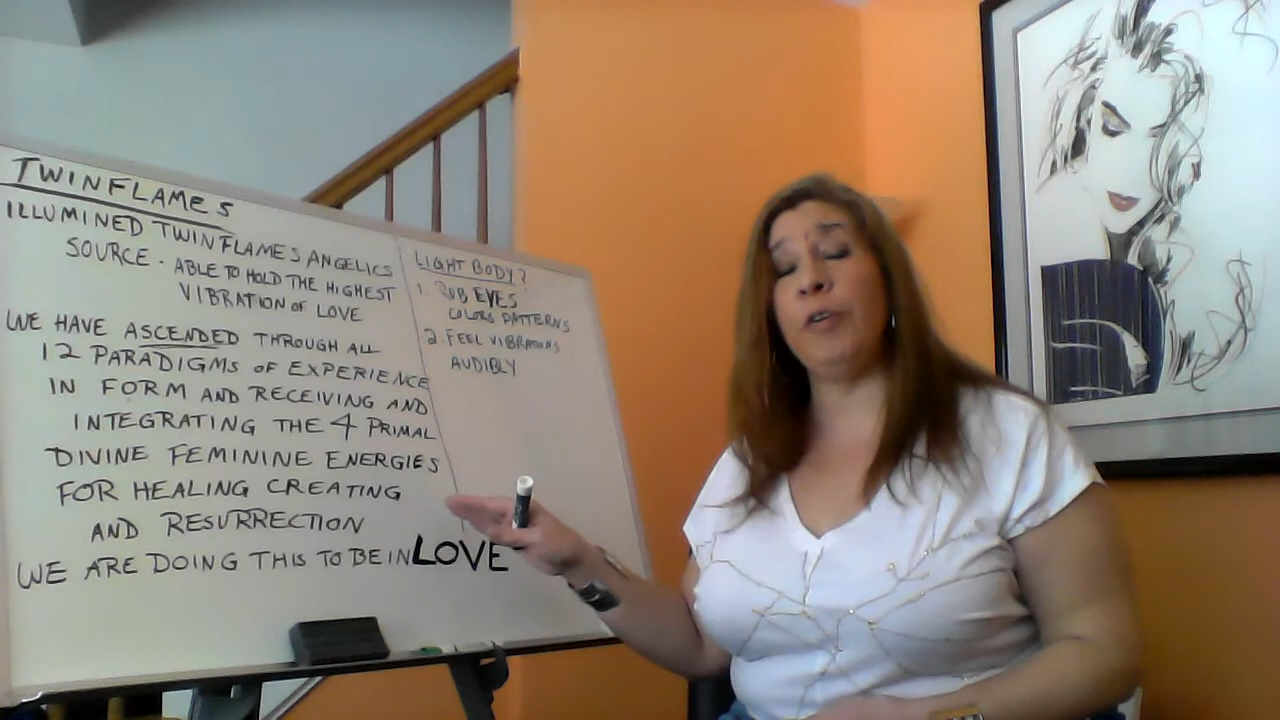 TWINFLAMES
ILLUMINED TWINFLAMES ANGELICS
SOURCE - ABLE TO HOLD THE HIGHEST
VIBRATION OF LOVE
WE HAVE ASCENDED THROUGH ALL
12 PARADIGMS OF EXPERIENCE
IN FORM AND RECEIVING AND
INTEGRATING THE 4 PRIMAL
DIVINE FEMININE ENERGIES
FOR HEALING CREATING
AND RESURRECTION
WE ARE DOING THIS TO BE IN LOVE
LIGHT BODY?
1. RUB EYES
COLORS PATTERNS
2. FEEL VIBRATIONS
AUDIBLY